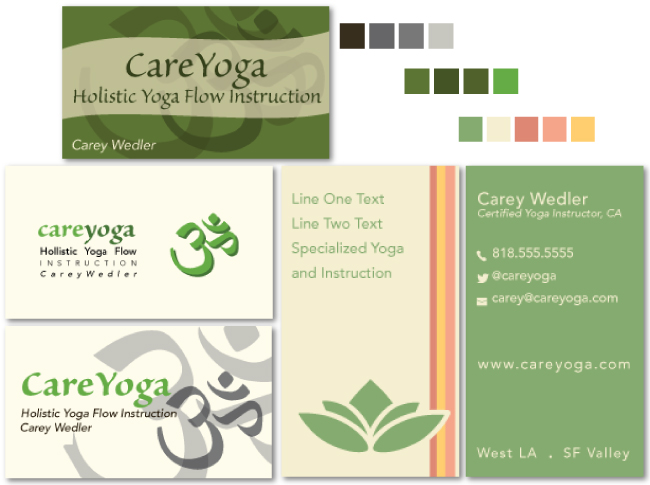 CareYoga
Holistic Yoga Flow Instruction
Carey Wedler
careyoga
Hollistic Yoga Flow
INSTRUCTION
CareyWedler
CareYoga
Holistic Yoga Flow Instruction
Carey Wedler
Line One Text
Line Two Text
Specialized Yoga
and Instruction
Carey Wedler
Certified Yoga Instructor, CA
818.555.5555
@careyoga
carey@careyoga.com
www.careyoga.com
West LA . SF Valley